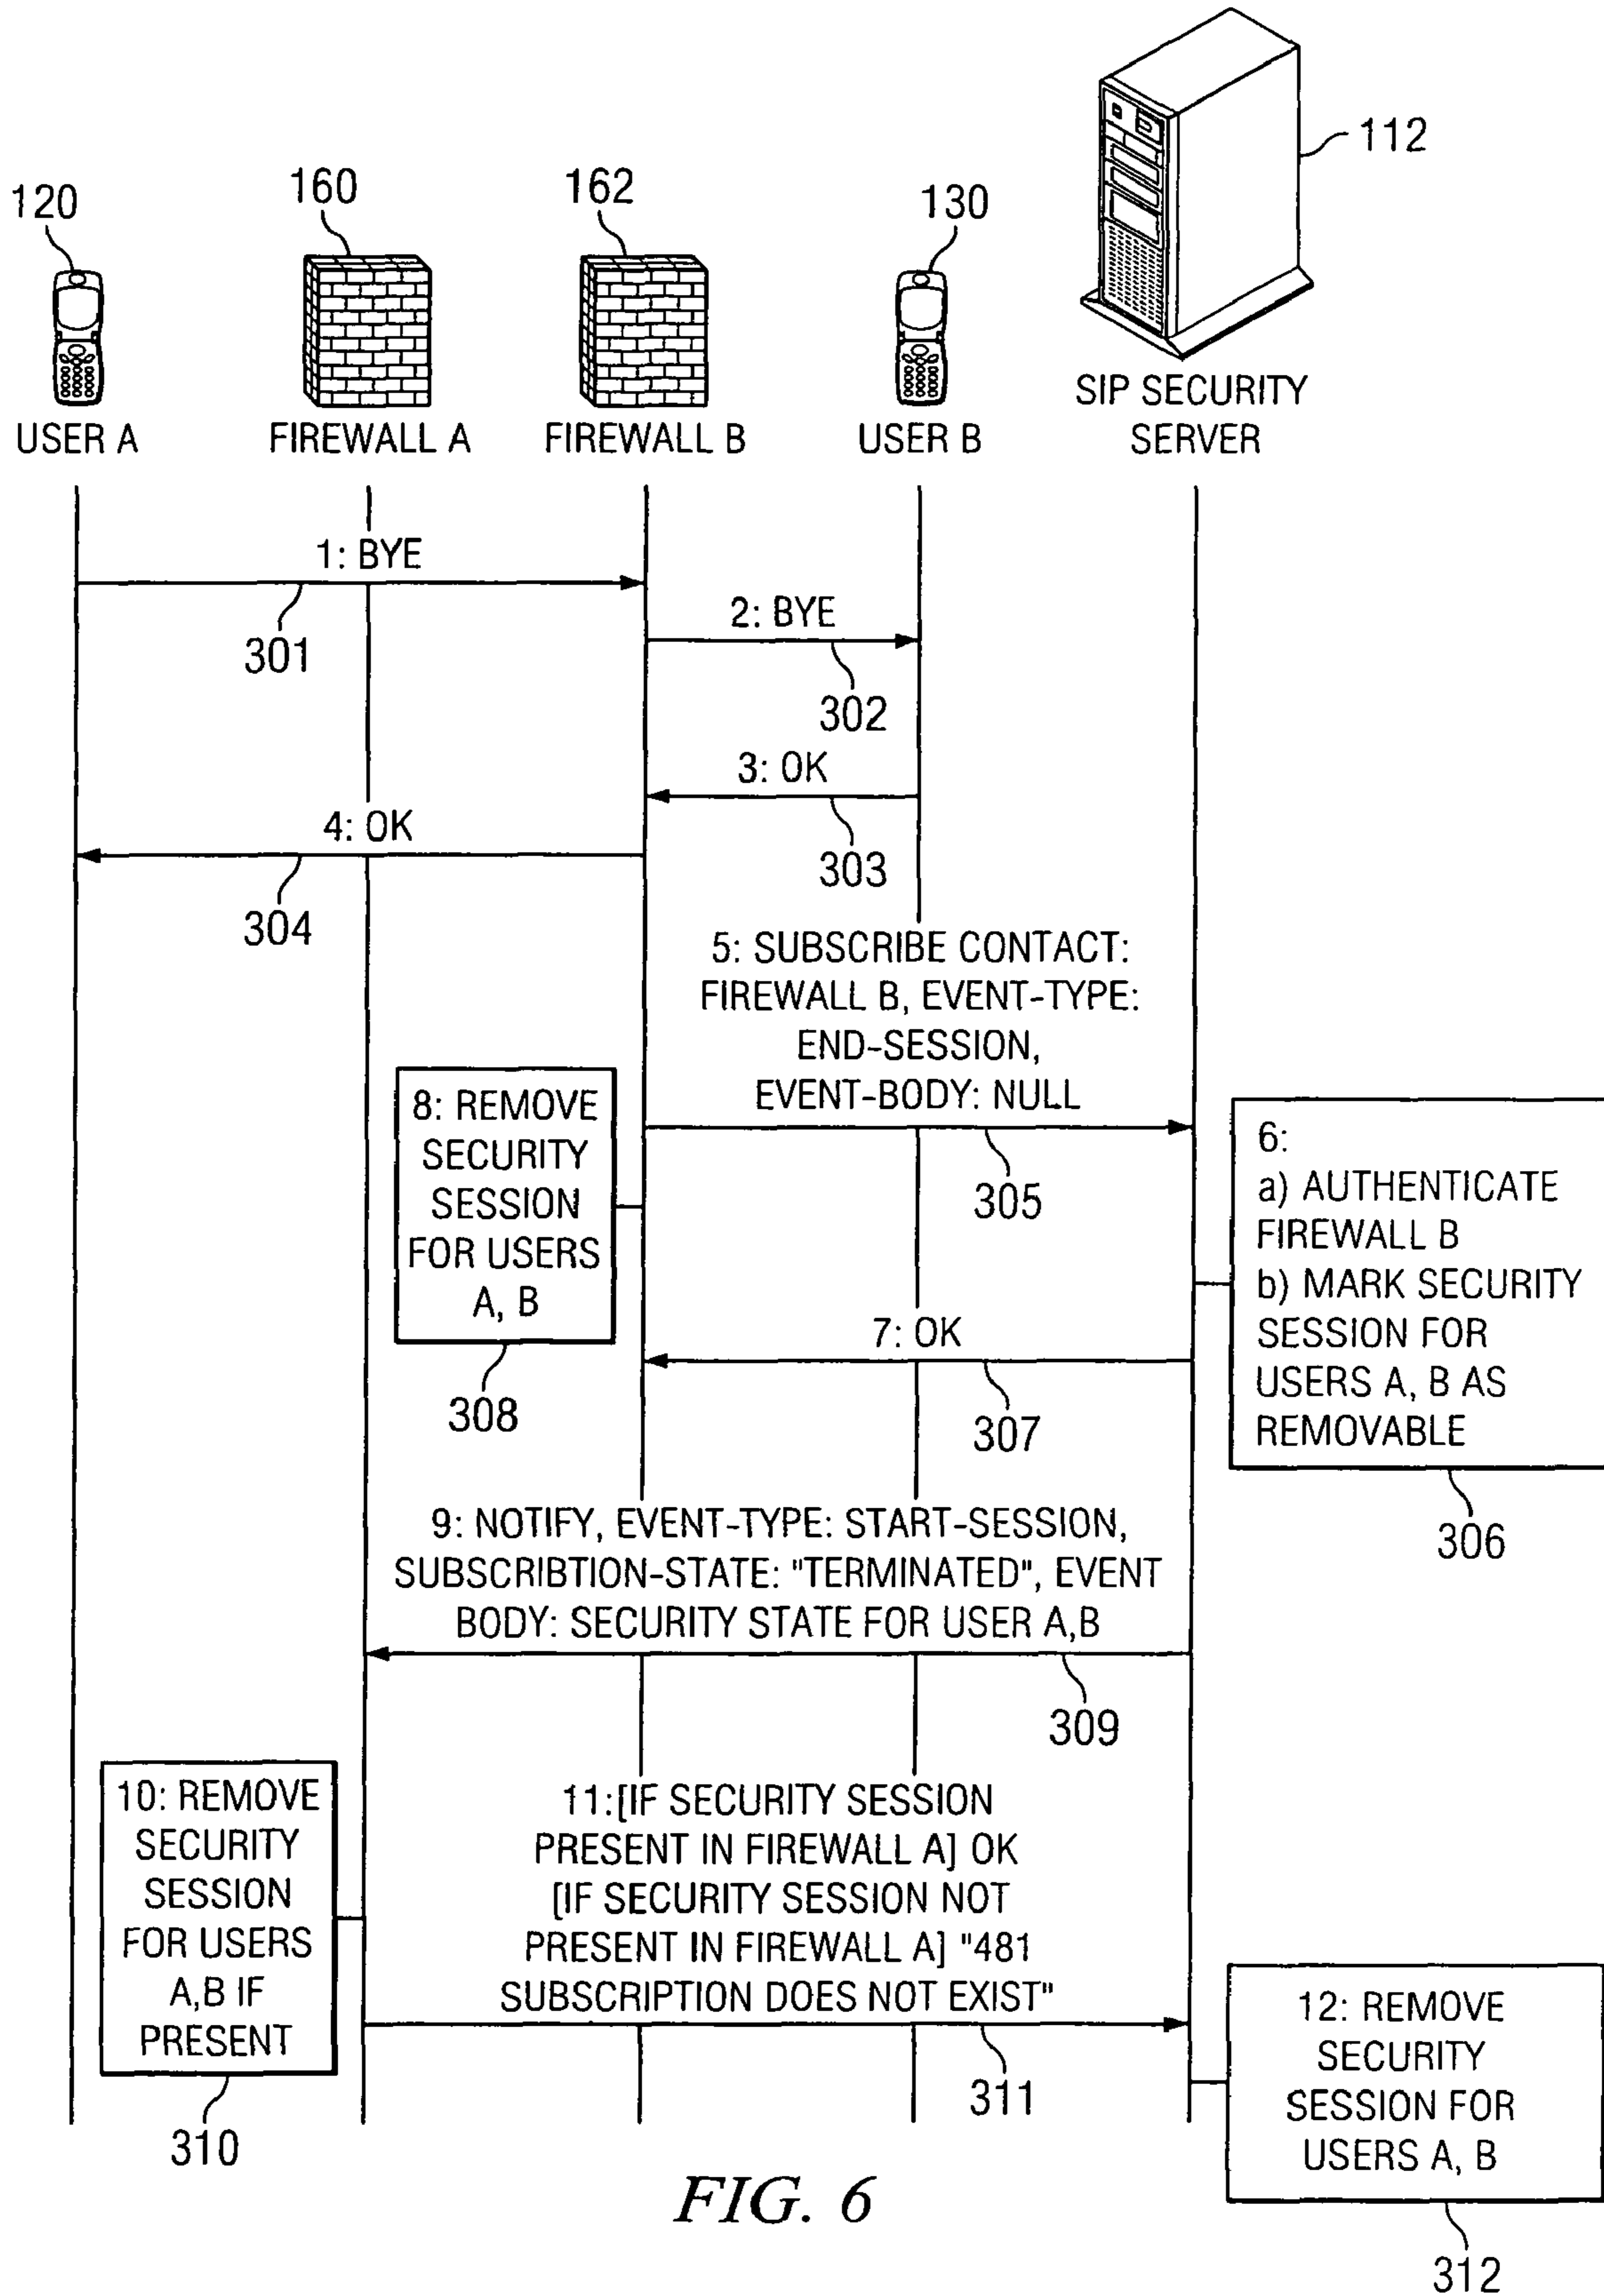 112
120
160
162
130
USER A
FIREWALL A
FIREWALL B
USER B
SIP SECURITY
SERVER
1: BYE
301
2: BYE
302
3: OK
303
4: OK
304
5: SUBSCRIBE CONTACT:
FIREWALL B, EVENT-TYPE:
END-SESSION,
EVENT-BODY: NULL
305
6:
a) AUTHENTICATE
FIREWALL B
b) MARK SECURITY
SESSION FOR
USERS A, B AS
REMOVABLE
306
7: OK
307
8: REMOVE
SECURITY
SESSION
FOR USERS
A, B
308
9: NOTIFY, EVENT-TYPE: START-SESSION,
SUBSCRIBTION-STATE: "TERMINATED", EVENT
BODY: SECURITY STATE FOR USER A,B
309
10: REMOVE
SECURITY
SESSION
FOR USERS
A,B IF
PRESENT
310
11:[IF SECURITY SESSION
PRESENT IN FIREWALL A] OK
[IF SECURITY SESSION NOT
PRESENT IN FIREWALL A] "481
SUBSCRIPTION DOES NOT EXIST"
311
12: REMOVE
SECURITY
SESSION FOR
USERS A, B
312
FIG. 6